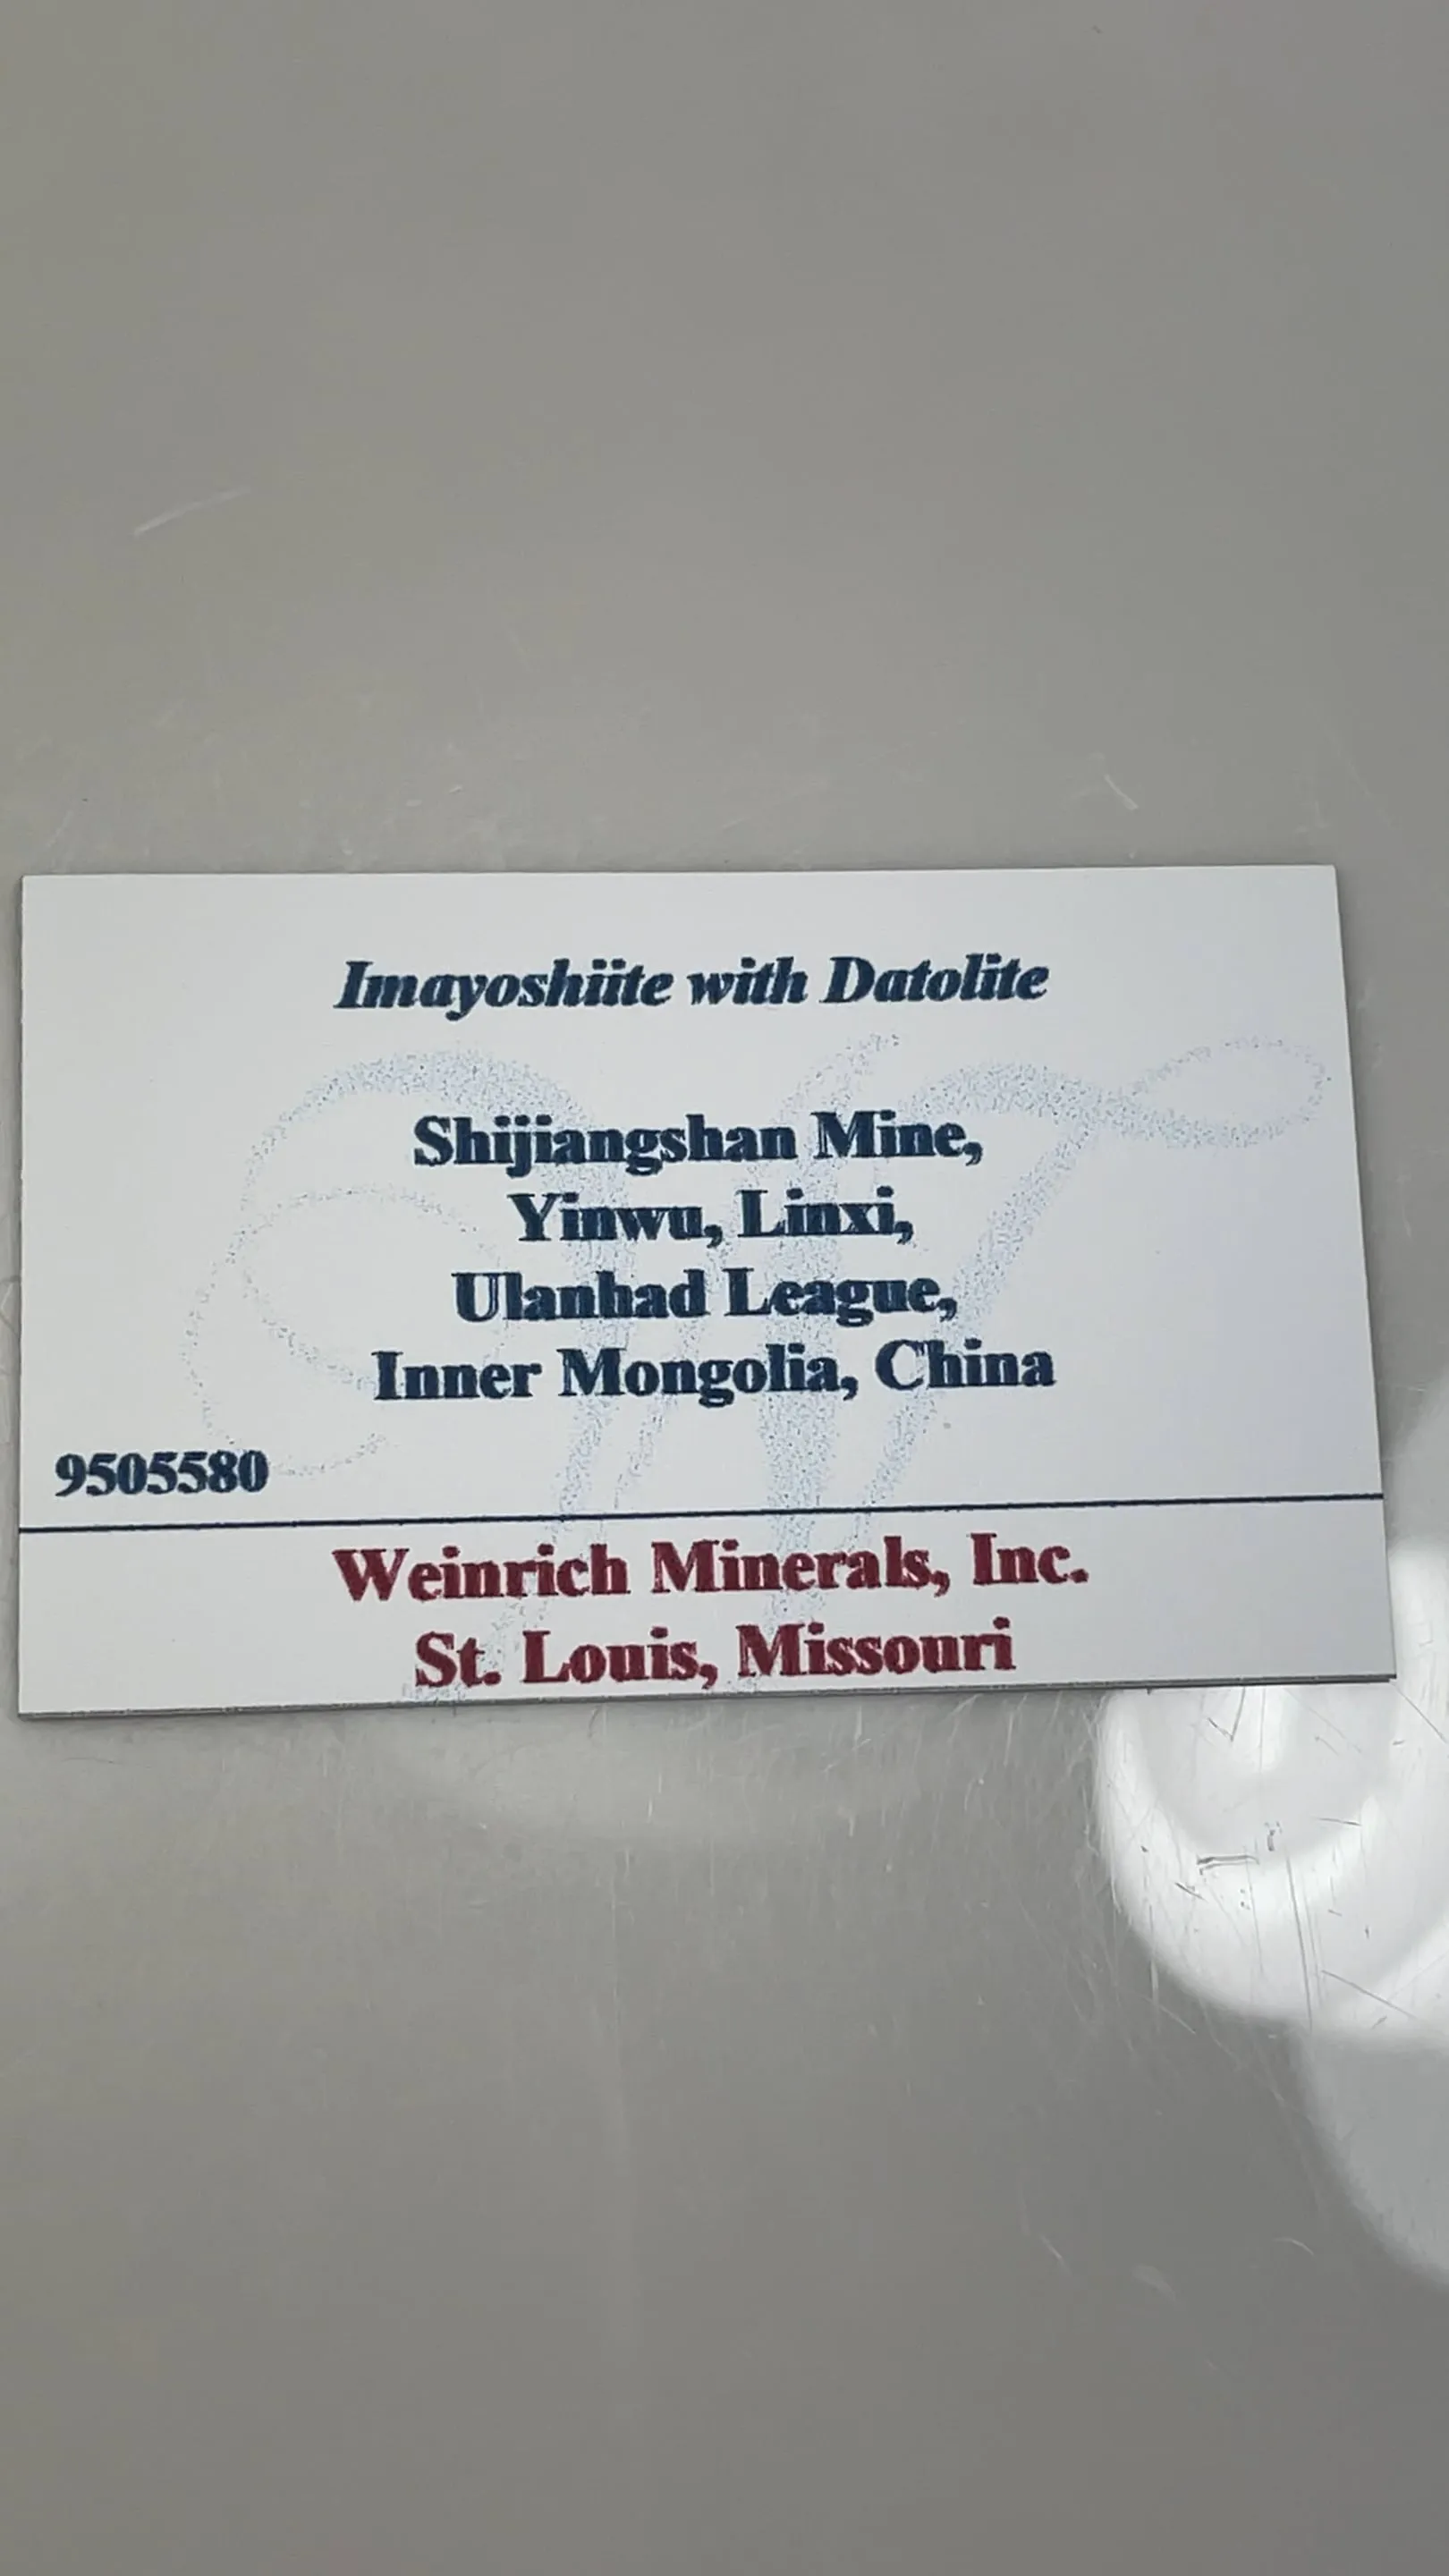 Imayoshiite with Datolite
Shijiangshan Mine,
Yinwu, Linxi,
Ulanhad League,
Inner Mongolia, China
9505580
Weinrich Minerals, Inc.
St. Louis, Missouri